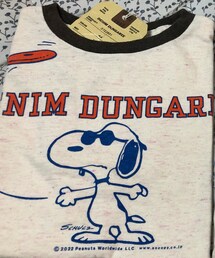 NIM DUNGARE
SCHULZ
© 2022 Peanuts Worldwide LLC www.snoopy.co.jp